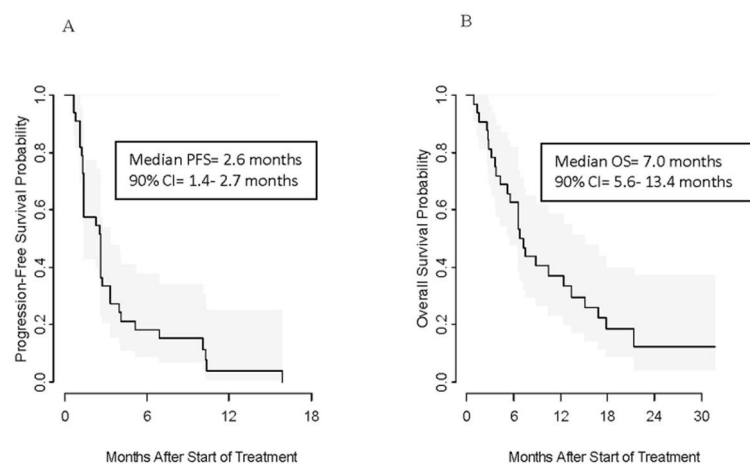 A
Progression-Free Survival Probability
1.0
0.8
0.6
0.4
0.2
0.0
Median PFS= 2.6 months
90% CI= 1.4- 2.7 months
0 6 12 18
Months After Start of Treatment
B
Overall Survival Probability
1.0
0.8
0.6
0.4
0.2
0.0
Median OS= 7.0 months
90% CI= 5.6- 13.4 months
0 6 12 18 24 30
Months After Start of Treatment